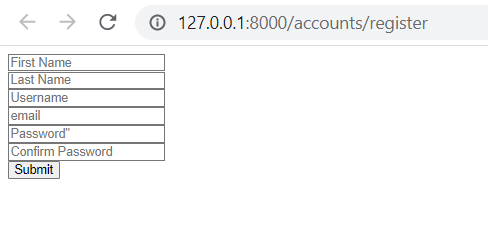 127.0.0.1:8000/accounts/register
First Name
Last Name
Username
email
Password"
Confirm Password
Submit